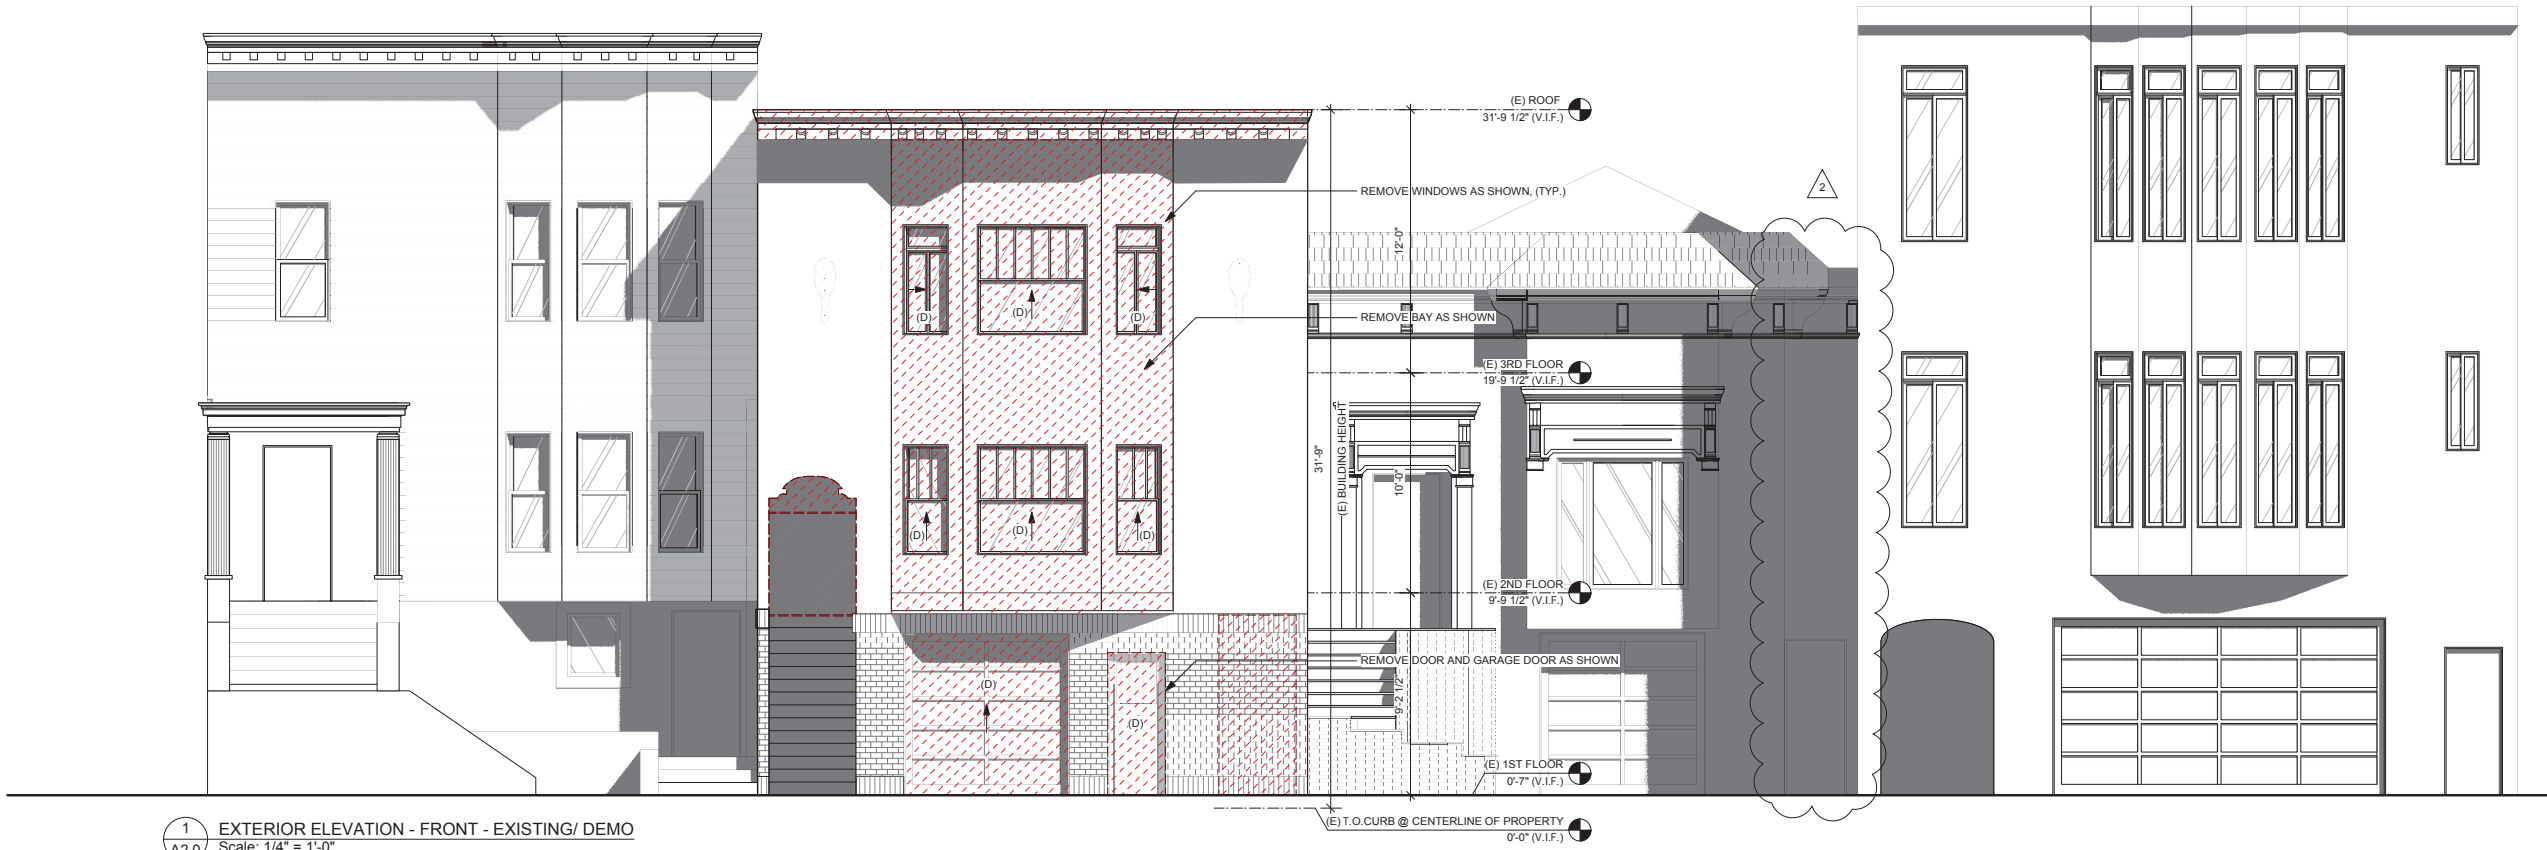 (E) ROOF
31'-9 1/2" (V.I.F.)
2
REMOVE WINDOWS AS SHOWN, (TYP.)
12'-0"
(D)
(D)
(D)
REMOVE BAY AS SHOWN
(E) 3RD FLOOR
19'-9 1/2" (V.I.F.)
(E) BUILDING HEIGHT
31'-9"
10'-0"
(D)
(D)
(D)
(E) 2ND FLOOR
9'-9 1/2" (V.I.F.)
REMOVE DOOR AND GARAGE DOOR AS SHOWN
(D)
9'-2 1/2"
(D)
(E) 1ST FLOOR
0'-7" (V.I.F.)
(E) T.O.CURB @ CENTERLINE OF PROPERTY
0'-0" (V.I.F.)
1
EXTERIOR ELEVATION - FRONT - EXISTING/ DEMO
A2.0
Scale: 1/4" = 1'-0"